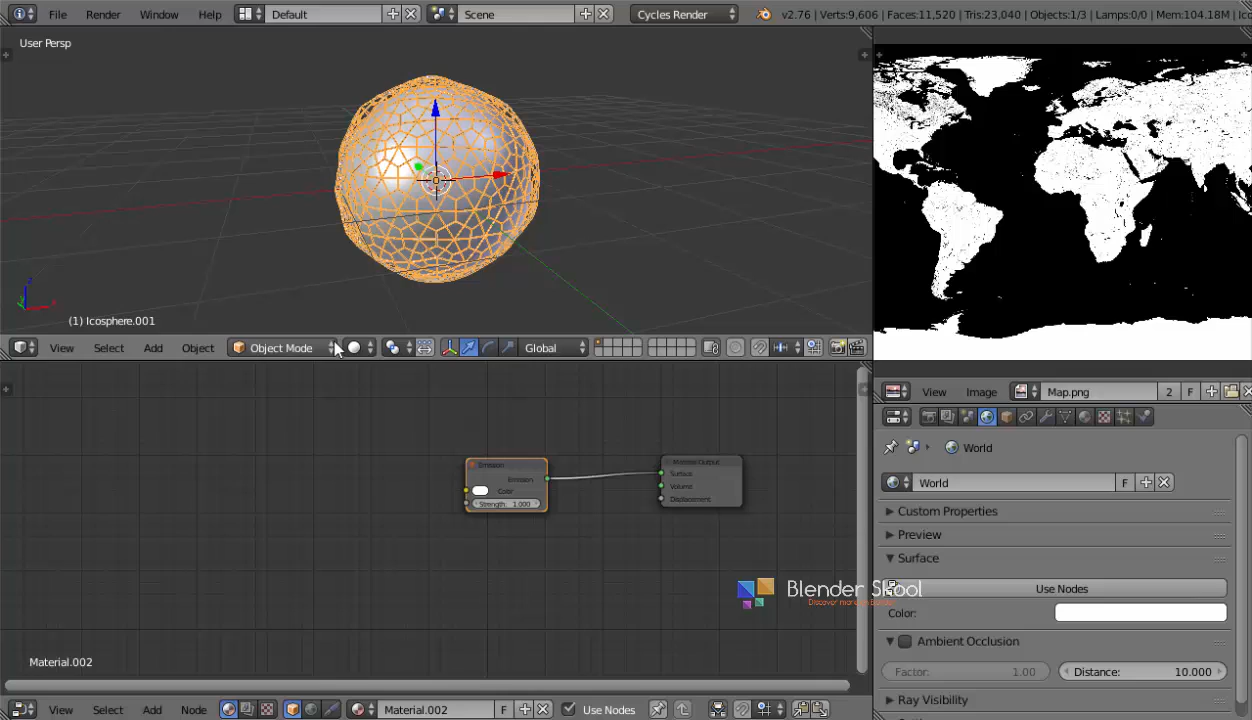 File Render Window Help Default Scene Cycles Render v2.76 | Verts:9,606 | Faces:11,520 | Tris:23,040 | Objects:1/3 | Lamps:0/0 | Mem:104.18M | Ico
User Persp
(1) Icosphere.001
View Select Add Object Object Mode Global
View Image Map.png 2 F
World
World F
Custom Properties
Preview
Surface
Use Nodes
Color:
Ambient Occlusion
Factor: 1.00 Distance: 10.000
Ray Visibility
Emission
Emission
Color
Strength: 1.000
Material Output
Surface
Volume
Displacement
Blender Skool
Material.002
View Select Add Node Material.002 F Use Nodes